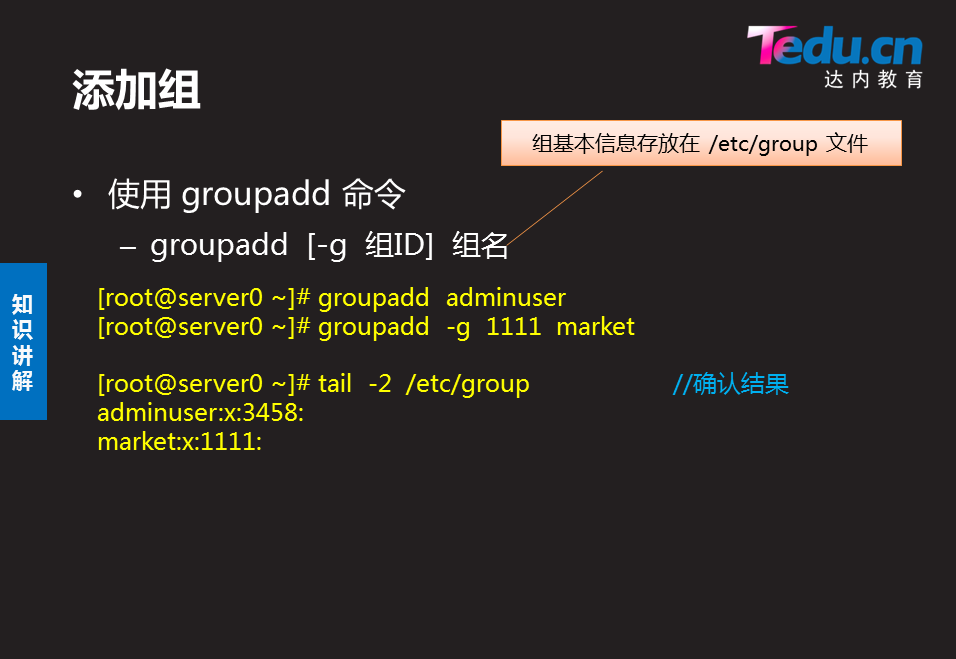 Tedu.cn
达内教育
添加组
组基本信息存放在 /etc/group 文件
• 使用 groupadd 命令
– groupadd [-g 组ID] 组名
知识讲解
[root@server0 ~]# groupadd adminuser
[root@server0 ~]# groupadd -g 1111 market
[root@server0 ~]# tail -2 /etc/group //确认结果
adminuser:x:3458:
market:x:1111: